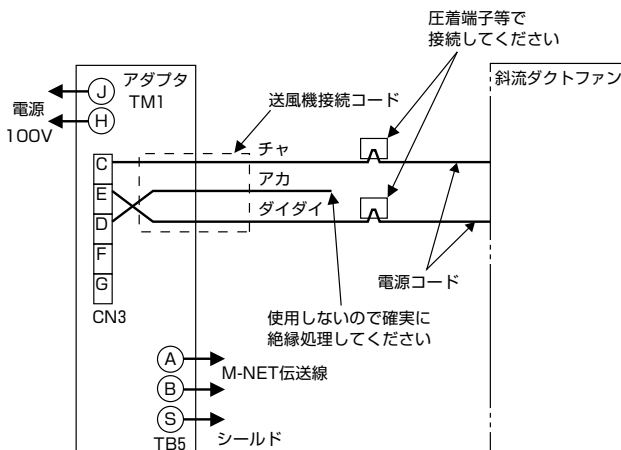 圧着端子等で
接続してください
アダプタ
TM1
斜流ダクトファン
送風機接続コード
J
電源
100V
H
チャ
C
アカ
E
ダイダイ
D
F
電源コード
G
CN3
使用しないので確実に
絶縁処理してください
A
M-NET伝送線
B
S
シールド
TB5